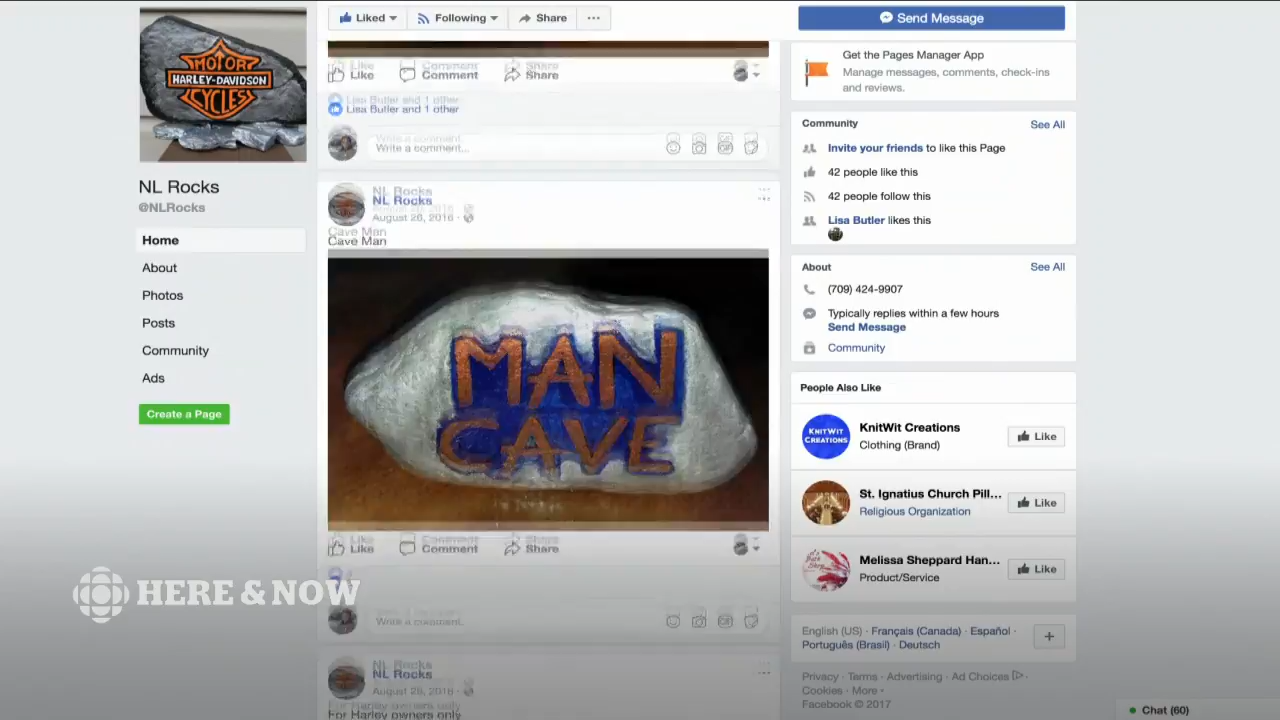 MOTOR
HARLEY-DAVIDSON
CYCLES
NL Rocks
@NLRocks
Home
About
Photos
Posts
Community
Ads
Create a Page
Liked
Following
Share
Send Message
Like
Comment
Share
Lisa Butler and 1 other
Write a comment...
GIF
NL Rocks
August 26, 2016
Cave Man
MAN
CAVE
Like
Comment
Share
Write a comment...
GIF
NL Rocks
August 26, 2016
For Harley owners only
Get the Pages Manager App
Manage messages, comments, check-ins
and reviews.
Community
See All
Invite your friends to like this Page
42 people like this
42 people follow this
Lisa Butler likes this
About
See All
(709) 424-9907
Typically replies within a few hours
Send Message
Community
People Also Like
KNITWIT
CREATIONS
KnitWit Creations
Clothing (Brand)
Like
St. Ignatius Church Pill...
Religious Organization
Like
Melissa Sheppard Han...
Product/Service
Like
English (US) · Français (Canada) · Español ·
Português (Brasil) · Deutsch
Privacy · Terms · Advertising · Ad Choices ·
Cookies · More
Facebook © 2017
Chat (60)
HERE & NOW